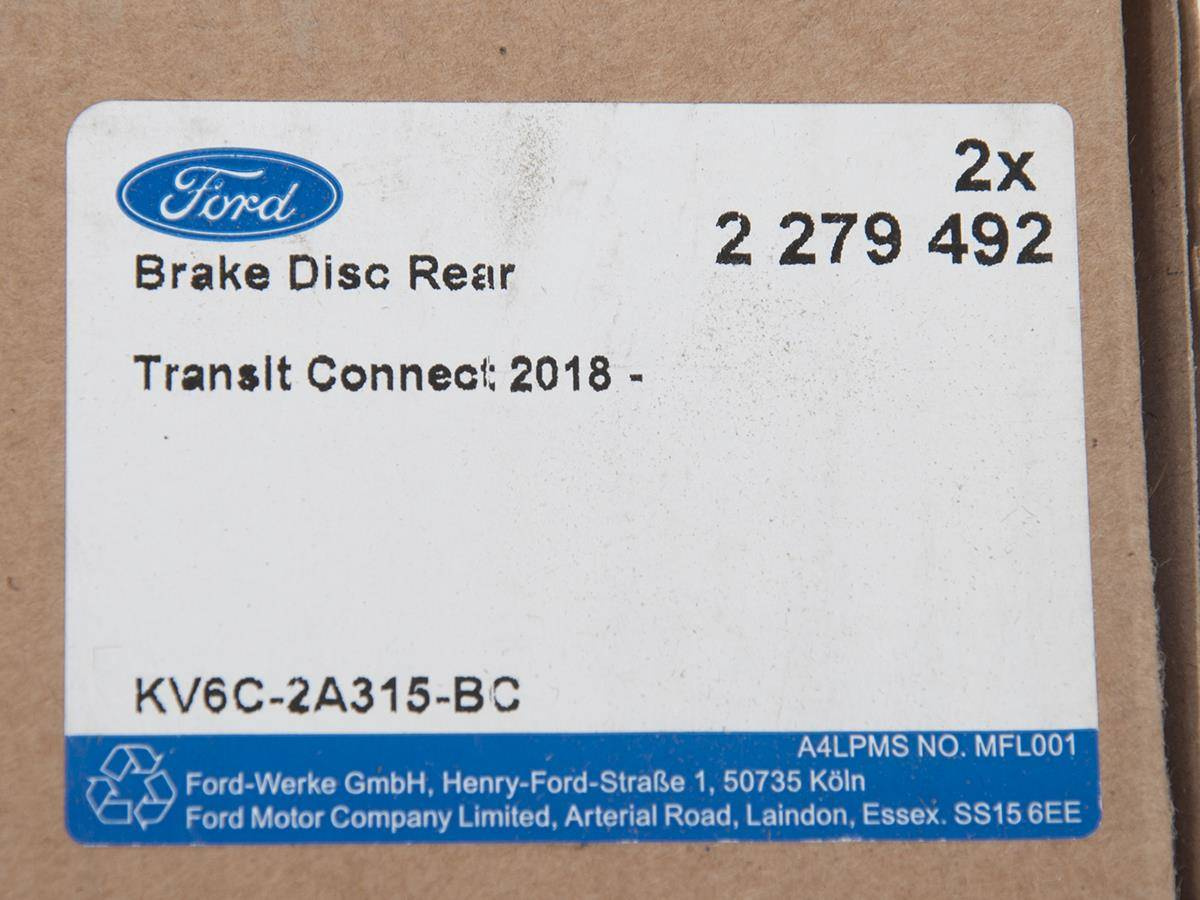 Ford
2x
2 279 492
Brake Disc Rear
Transit Connect 2018 -
KV6C-2A315-BC
A4LPMS NO. MFL001
Ford-Werke GmbH, Henry-Ford-Straße 1, 50735 Köln
Ford Motor Company Limited, Arterial Road, Laindon, Essex. SS15 6EE